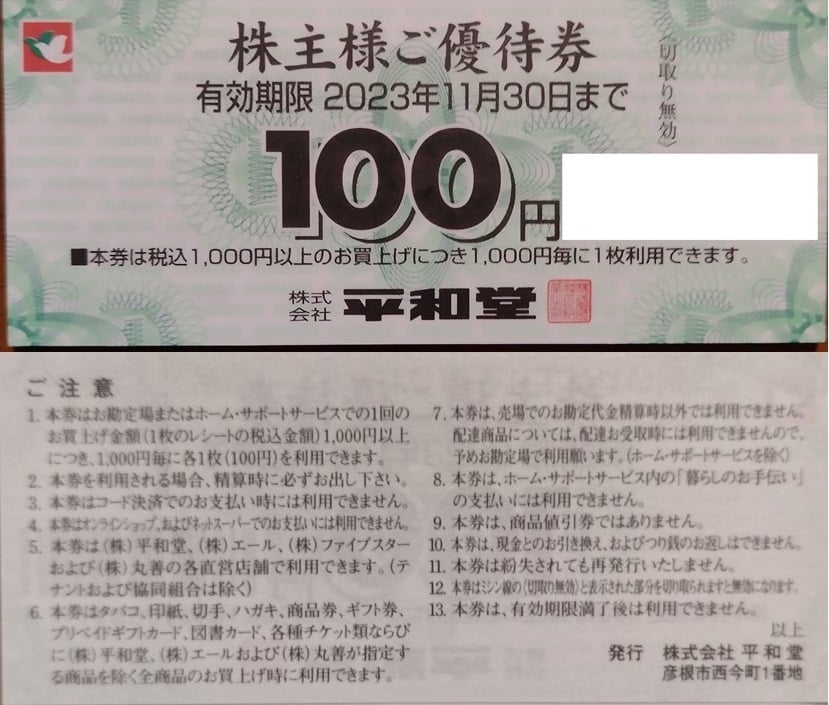 株主様ご優待券
有効期限 2023年11月30日まで
(切取り無効)
100円
■本券は税込1,000円以上のお買上げにつき1,000円毎に1枚利用できます。
株式会社 平和堂
ご注意
1. 本券はお勘定場またはホーム・サポートサービスでの1回の
お買上げ金額(1枚のレシートの税込金額)1,000円以上
につき、1,000円毎に各1枚(100円)を利用できます。
2. 本券を利用される場合、精算時に必ずお出し下さい。
3. 本券はコード決済でのお支払い時には利用できません。
4. 本券はオンラインショップ、およびネットスーパーでのお支払いには利用できません。
5. 本券は(株)平和堂、(株)エール、(株)ファイブスター
および(株)丸善の各直営店舗で利用できます。(テ
ナントおよび協同組合は除く)
6. 本券はタバコ、印紙、切手、ハガキ、商品券、ギフト券、
プリペイドギフトカード、図書カード、各種チケット類ならび
に(株)平和堂、(株)エールおよび(株)丸善が指定す
る商品を除く全商品のお買上げ時に利用できます。
7. 本券は、売場でのお勘定代金精算時以外では利用できません。
配達商品については、配達お受取時には利用できませんので、
予めお勘定場で利用願います。(ホーム・サポートサービスを除く)
8. 本券は、ホーム・サポートサービス内の「暮らしのお手伝い」
の支払いには利用できません。
9. 本券は、商品値引券ではありません。
10. 本券は、現金とのお引き換え、およびつり銭のお返しはできません。
11. 本券は紛失されても再発行いたしません。
12. 本券はミシン線の(切取り無効)と表示された部分を切り取られますと無効になります。
13. 本券は、有効期限満了後は利用できません。
以上
発行 株式会社 平和堂
彦根市西今町1番地